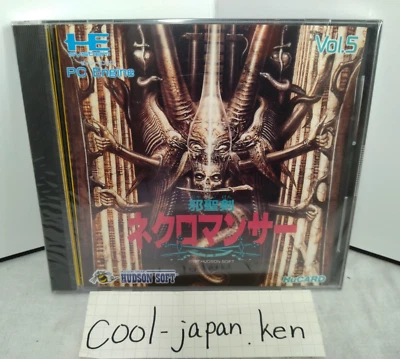 HE
PC Engine
Vol.5
邪聖剣
ネクロマンサー
HUDSON SOFT
HuCARD
Cool-japan.ken